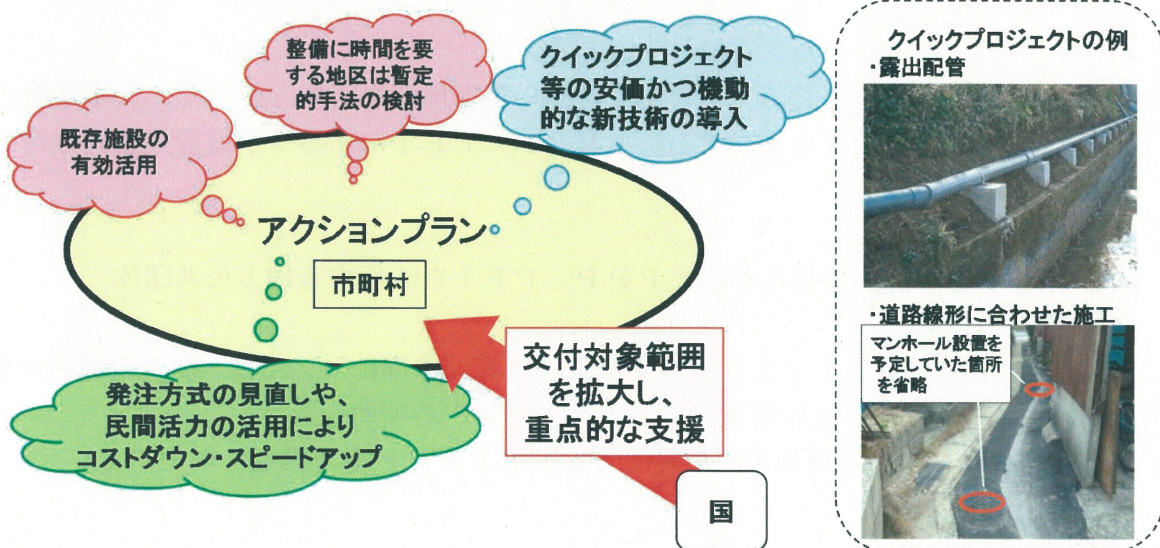 整備に時間を要
する地区は暫定
的手法の検討
クイックプロジェクト
等の安価かつ機動
的な新技術の導入
既存施設の
有効活用
アクションプラン
市町村
発注方式の見直しや、
民間活力の活用により
コストダウン・スピードアップ
交付対象範囲
を拡大し、
重点的な支援
国
クイックプロジェクトの例
・露出配管
・道路線形に合わせた施工
マンホール設置を
予定していた箇所
を省略